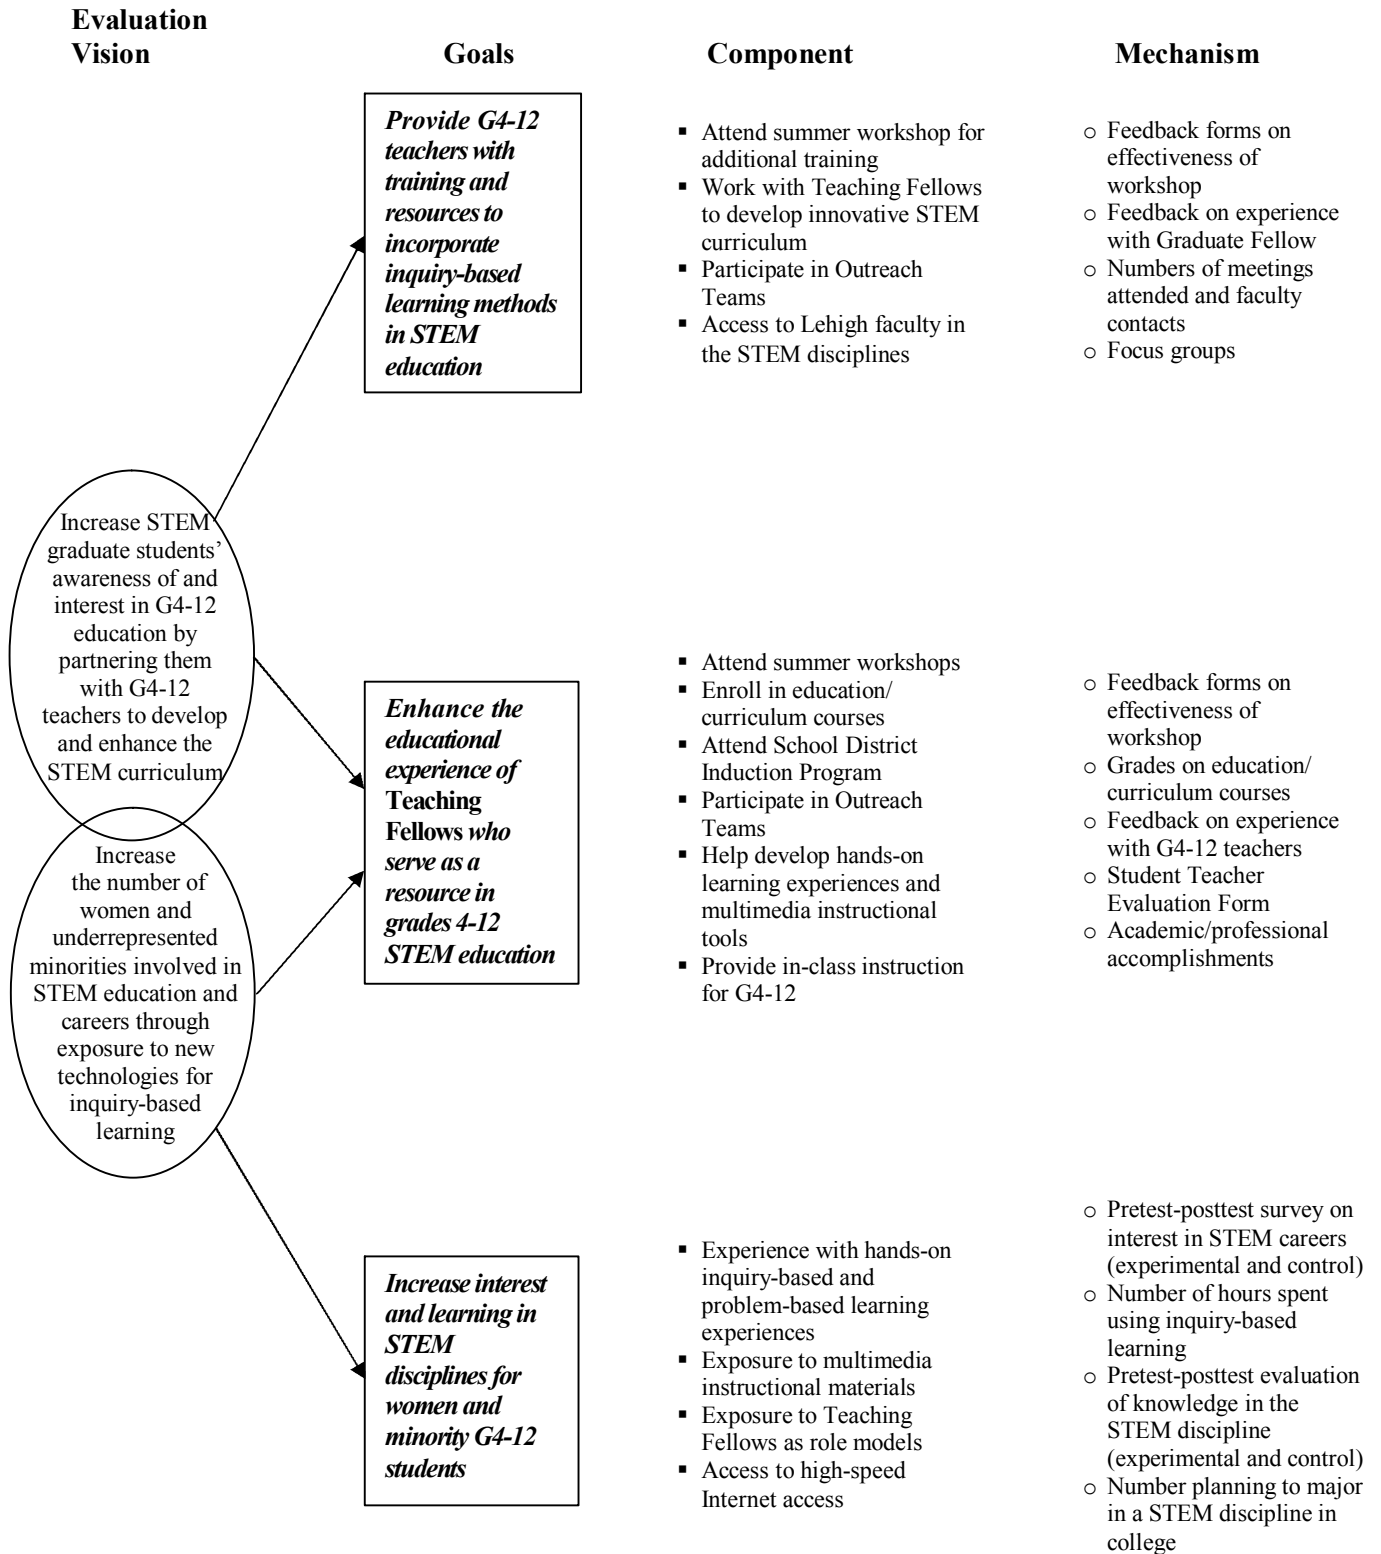 Evaluation
Vision
Goals
Component
Mechanism
Provide G4-12
teachers with
training and
resources to
incorporate
inquiry-based
learning methods
in STEM
education
▪ Attend summer workshop for
additional training
▪ Work with Teaching Fellows
to develop innovative STEM
curriculum
▪ Participate in Outreach
Teams
▪ Access to Lehigh faculty in
the STEM disciplines
o Feedback forms on
effectiveness of
workshop
o Feedback on experience
with Graduate Fellow
o Numbers of meetings
attended and faculty
contacts
o Focus groups
Increase STEM
graduate students’
awareness of and
interest in G4-12
education by
partnering them
with G4-12
teachers to develop
and enhance the
STEM curriculum
Enhance the
educational
experience of
Teaching
Fellows who
serve as a
resource in
grades 4-12
STEM education
▪ Attend summer workshops
▪ Enroll in education/
curriculum courses
▪ Attend School District
Induction Program
▪ Participate in Outreach
Teams
▪ Help develop hands-on
learning experiences and
multimedia instructional
tools
▪ Provide in-class instruction
for G4-12
o Feedback forms on
effectiveness of
workshop
o Grades on education/
curriculum courses
o Feedback on experience
with G4-12 teachers
o Student Teacher
Evaluation Form
o Academic/professional
accomplishments
Increase
the number of
women and
underrepresented
minorities involved in
STEM education and
careers through
exposure to new
technologies for
inquiry-based
learning
Increase interest
and learning in
STEM
disciplines for
women and
minority G4-12
students
▪ Experience with hands-on
inquiry-based and
problem-based learning
experiences
▪ Exposure to multimedia
instructional materials
▪ Exposure to Teaching
Fellows as role models
▪ Access to high-speed
Internet access
o Pretest-posttest survey on
interest in STEM careers
(experimental and control)
o Number of hours spent
using inquiry-based
learning
o Pretest-posttest evaluation
of knowledge in the
STEM discipline
(experimental and control)
o Number planning to major
in a STEM discipline in
college